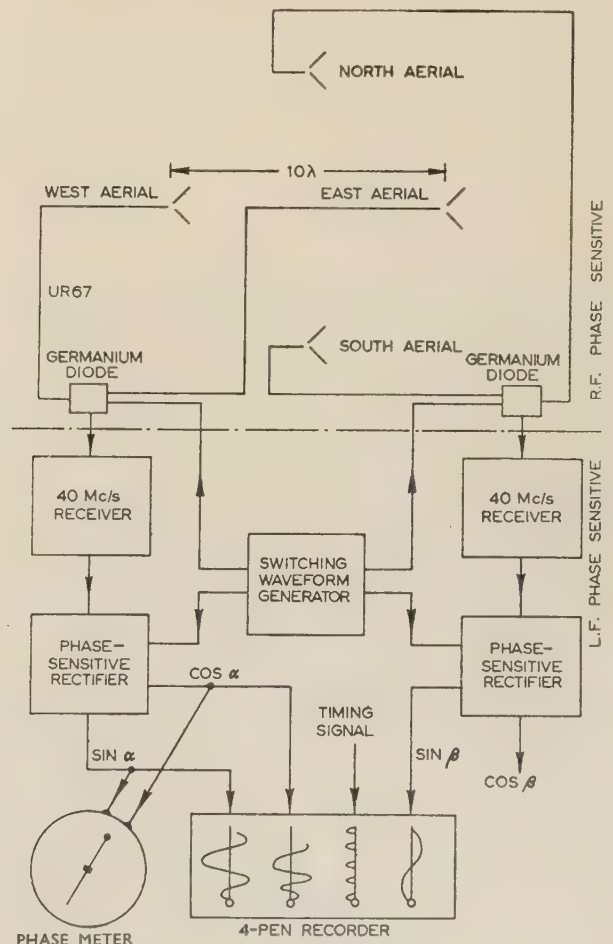 NORTH AERIAL
10λ
WEST AERIAL
EAST AERIAL
UR67
SOUTH AERIAL
GERMANIUM
DIODE
GERMANIUM
DIODE
R.F. PHASE SENSITIVE
L.F. PHASE SENSITIVE
40 Mc/s
RECEIVER
40 Mc/s
RECEIVER
SWITCHING
WAVEFORM
GENERATOR
PHASE-
SENSITIVE
RECTIFIER
PHASE-
SENSITIVE
RECTIFIER
COS α
TIMING
SIGNAL
SIN α
SIN β
COS β
PHASE METER
4-PEN RECORDER